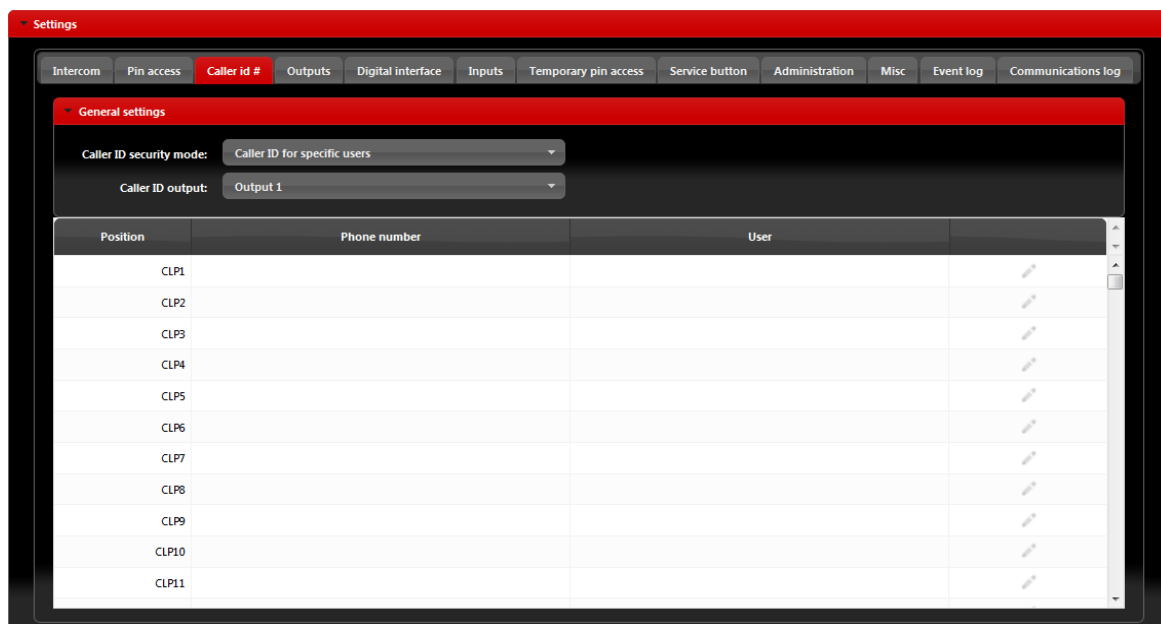 Settings
Intercom Pin access Caller id # Outputs Digital interface Inputs Temporary pin access Service button Administration Misc Event log Communications log
General settings
Caller ID security mode: Caller ID for specific users
Caller ID output: Output 1
Position Phone number User
CLP1
CLP2
CLP3
CLP4
CLP5
CLP6
CLP7
CLP8
CLP9
CLP10
CLP11